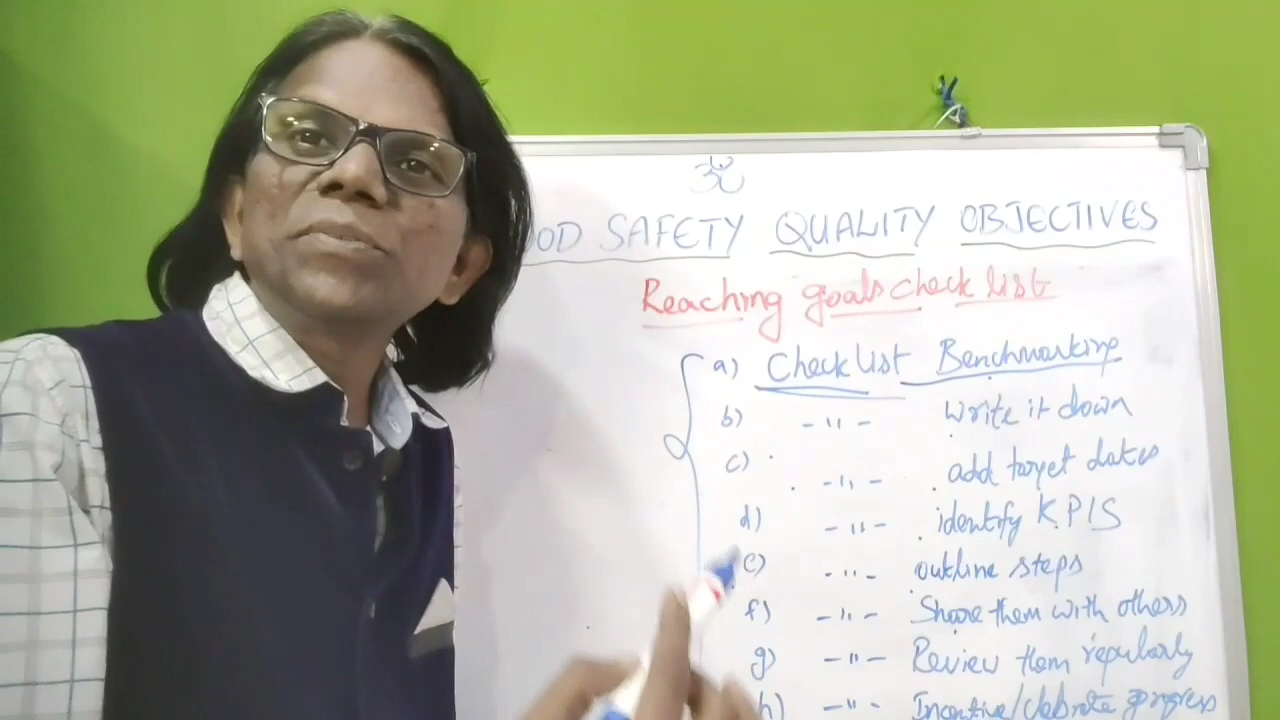 ॐ
OOD SAFETY QUALITY OBJECTIVES
Reaching goals check list
a) Check list Benchmarking
b) -"- write it down
c) -"- add target dates
d) -"- identify KPIS
e) -"- outline steps
f) -"- Share them with others
g) -"- Review them regularly
h) -"- Incentive/celebrate progress